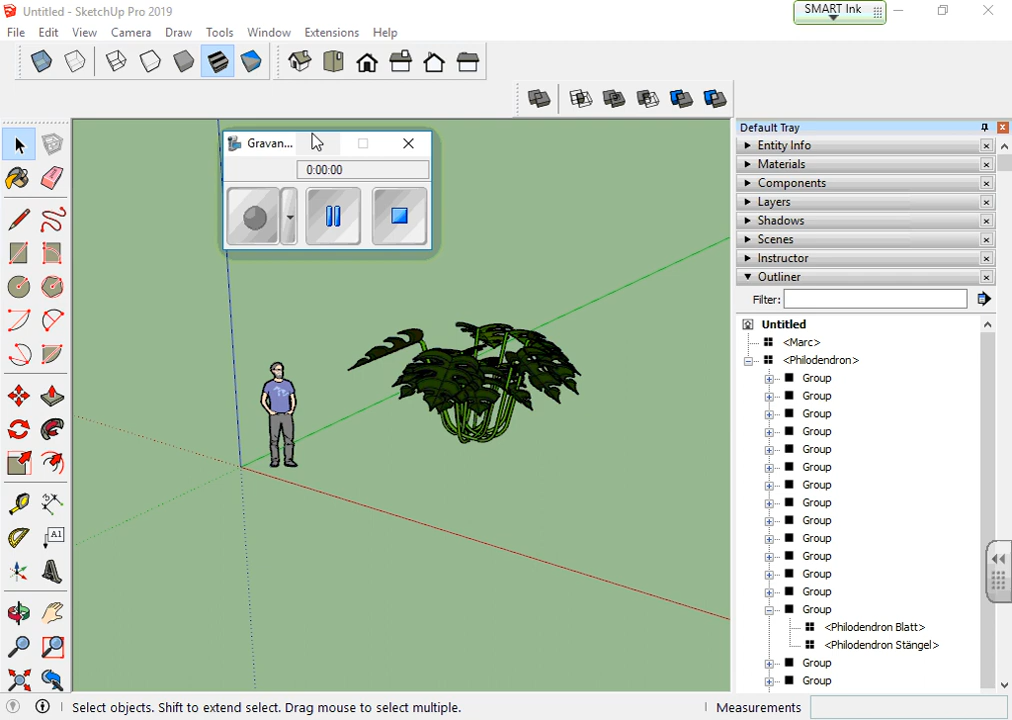 Untitled - SketchUp Pro 2019
SMART Ink
File Edit View Camera Draw Tools Window Extensions Help
Gravan...
0:00:00
Default Tray
Entity Info
Materials
Components
Layers
Shadows
Scenes
Instructor
Outliner
Filter:
Untitled
<Marc>
<Philodendron>
Group
Group
Group
Group
Group
Group
Group
Group
Group
Group
Group
Group
Group
Group
<Philodendron Blatt>
<Philodendron Stängel>
Group
Group
A1
Select objects. Shift to extend select. Drag mouse to select multiple.
Measurements